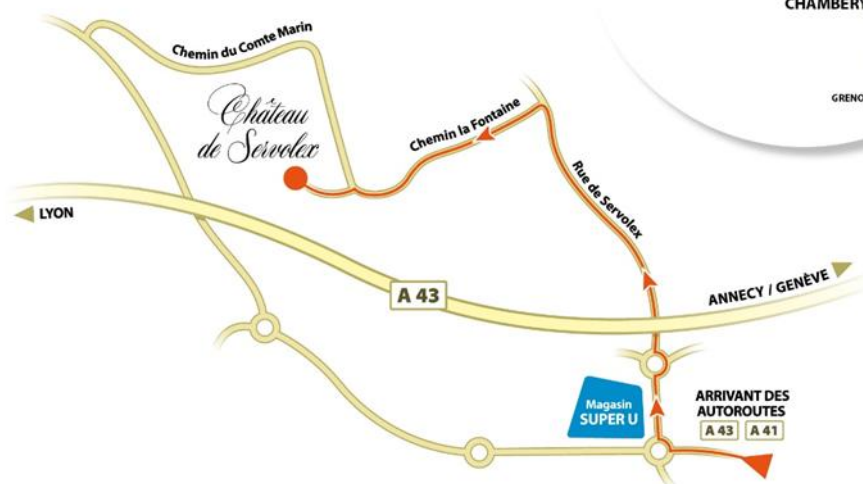 CHAMBERY
GRENO
Chemin du Comte Marin
Château
de Servolex
Chemin la Fontaine
Rue de Servolex
LYON
A 43
ANNECY / GENÈVE
Magasin
SUPER U
ARRIVANT DES
AUTOROUTES
A 43 A 41